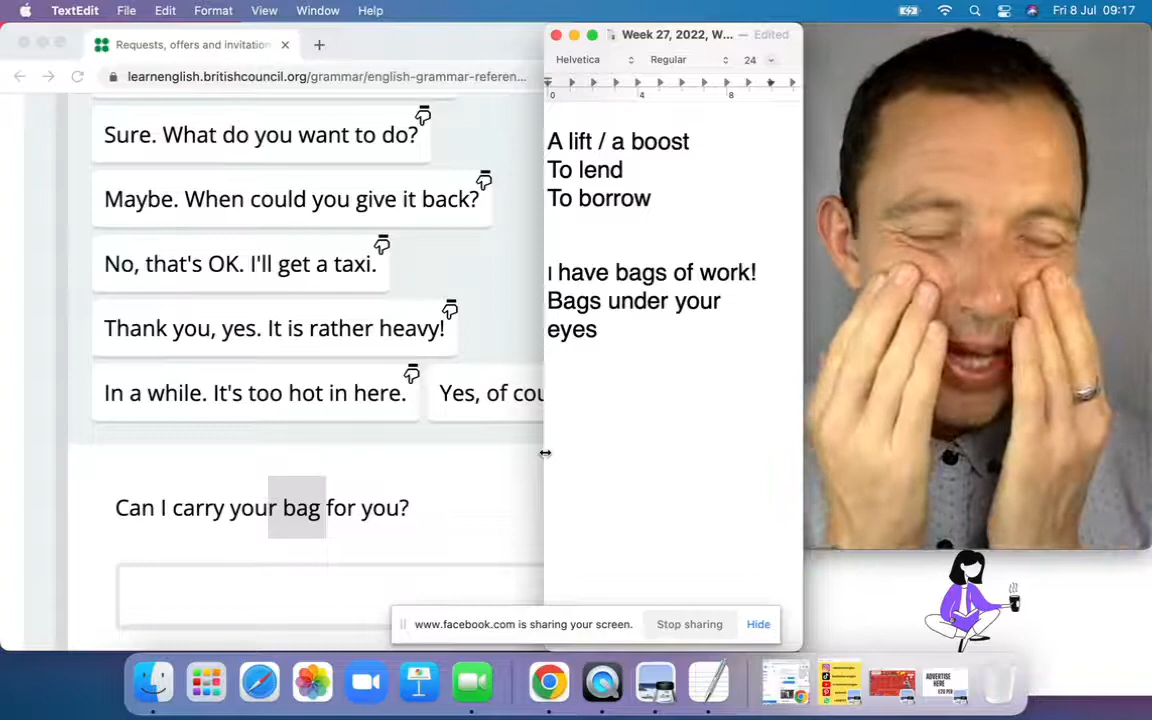 TextEdit File Edit Format View Window Help Fri 8 Jul 09:17
Requests, offers and invitation
learnenglish.britishcouncil.org/grammar/english-grammar-referen...
Sure. What do you want to do?
Maybe. When could you give it back?
No, that's OK. I'll get a taxi.
Thank you, yes. It is rather heavy!
In a while. It's too hot in here.
Yes, of cou
Can I carry your bag for you?
Week 27, 2022, W... — Edited
Helvetica Regular 24
0 4 8
A lift / a boost
To lend
To borrow
I have bags of work!
Bags under your
eyes
www.facebook.com is sharing your screen. Stop sharing Hide
ADVERTISE
HERE